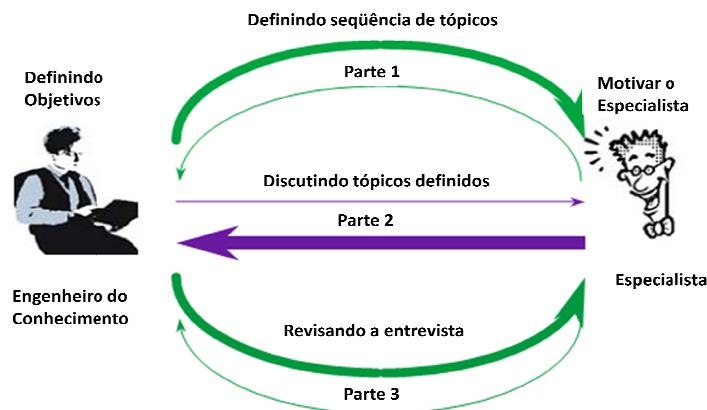 Definindo seqüência de tópicos
Parte 1
Definindo
Objetivos
Motivar o
Especialista
Discutindo tópicos definidos
Parte 2
Engenheiro do
Conhecimento
Especialista
Revisando a entrevista
Parte 3